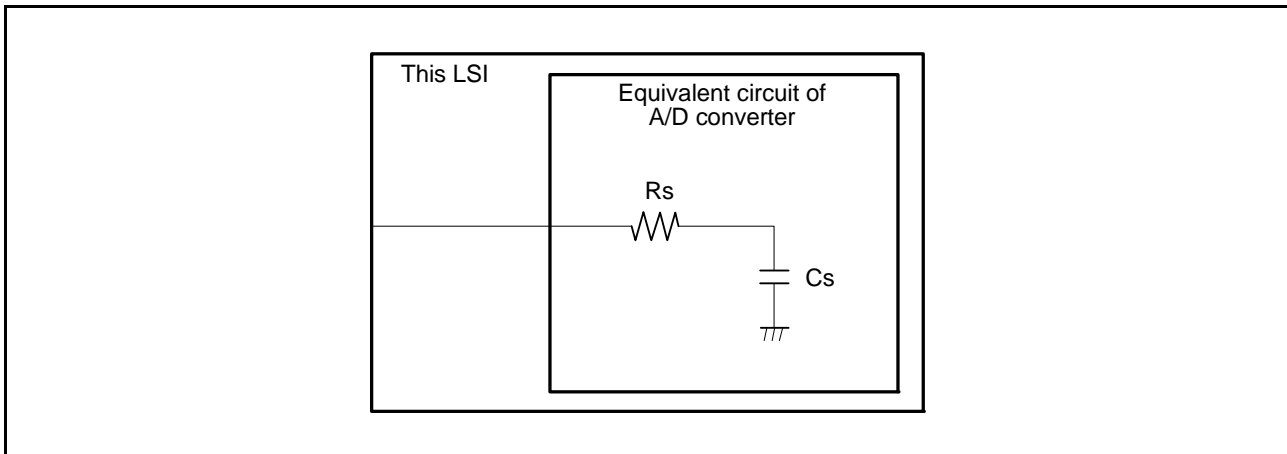 This LSI
Equivalent circuit of
A/D converter
Rs
Cs